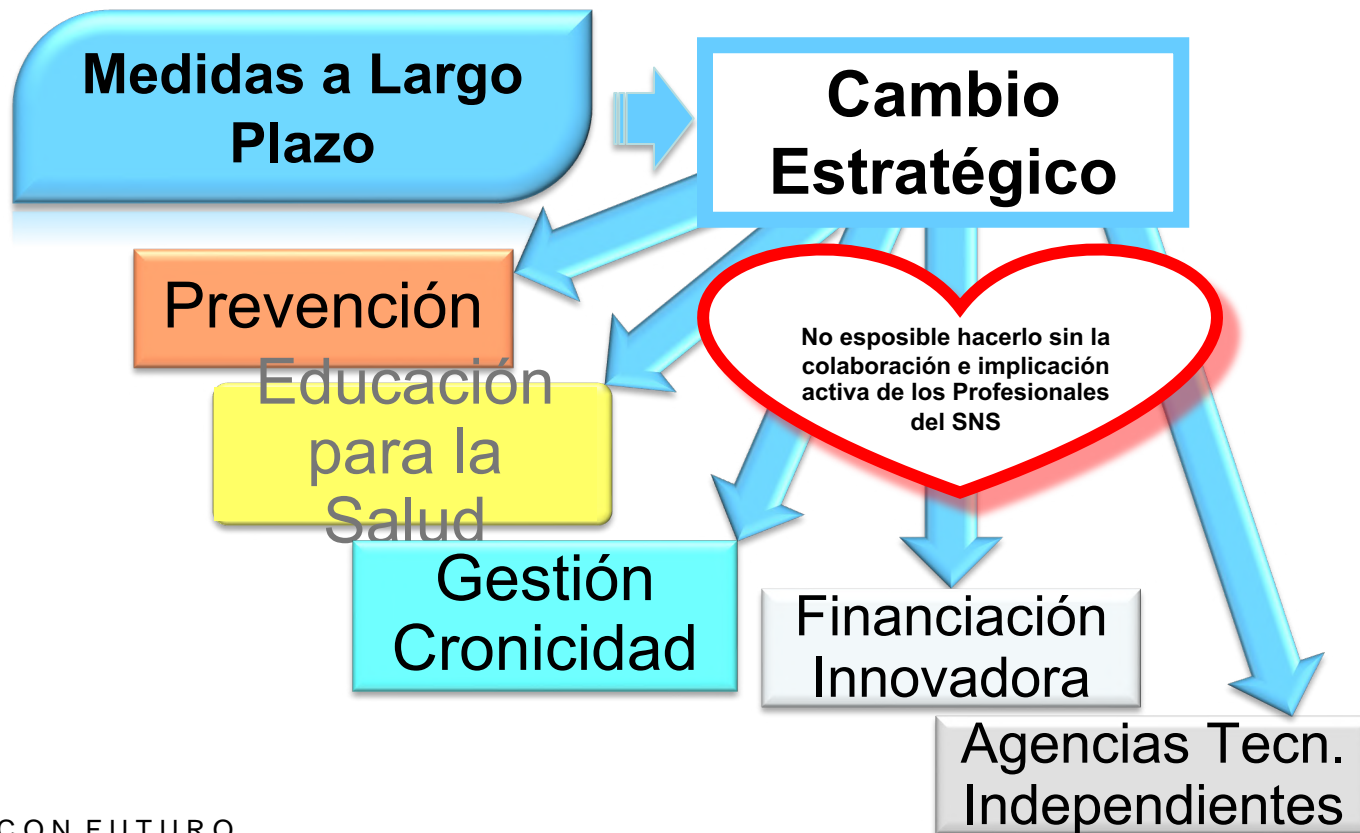 Medidas a Largo
Plazo
Cambio
Estratégico
Prevención
Educación
para la
Salud
No esposible hacerlo sin la
colaboración e implicación
activa de los Profesionales
del SNS
Gestión
Cronicidad
Financiación
Innovadora
Agencias Tecn.
Independientes
CON FUTURO